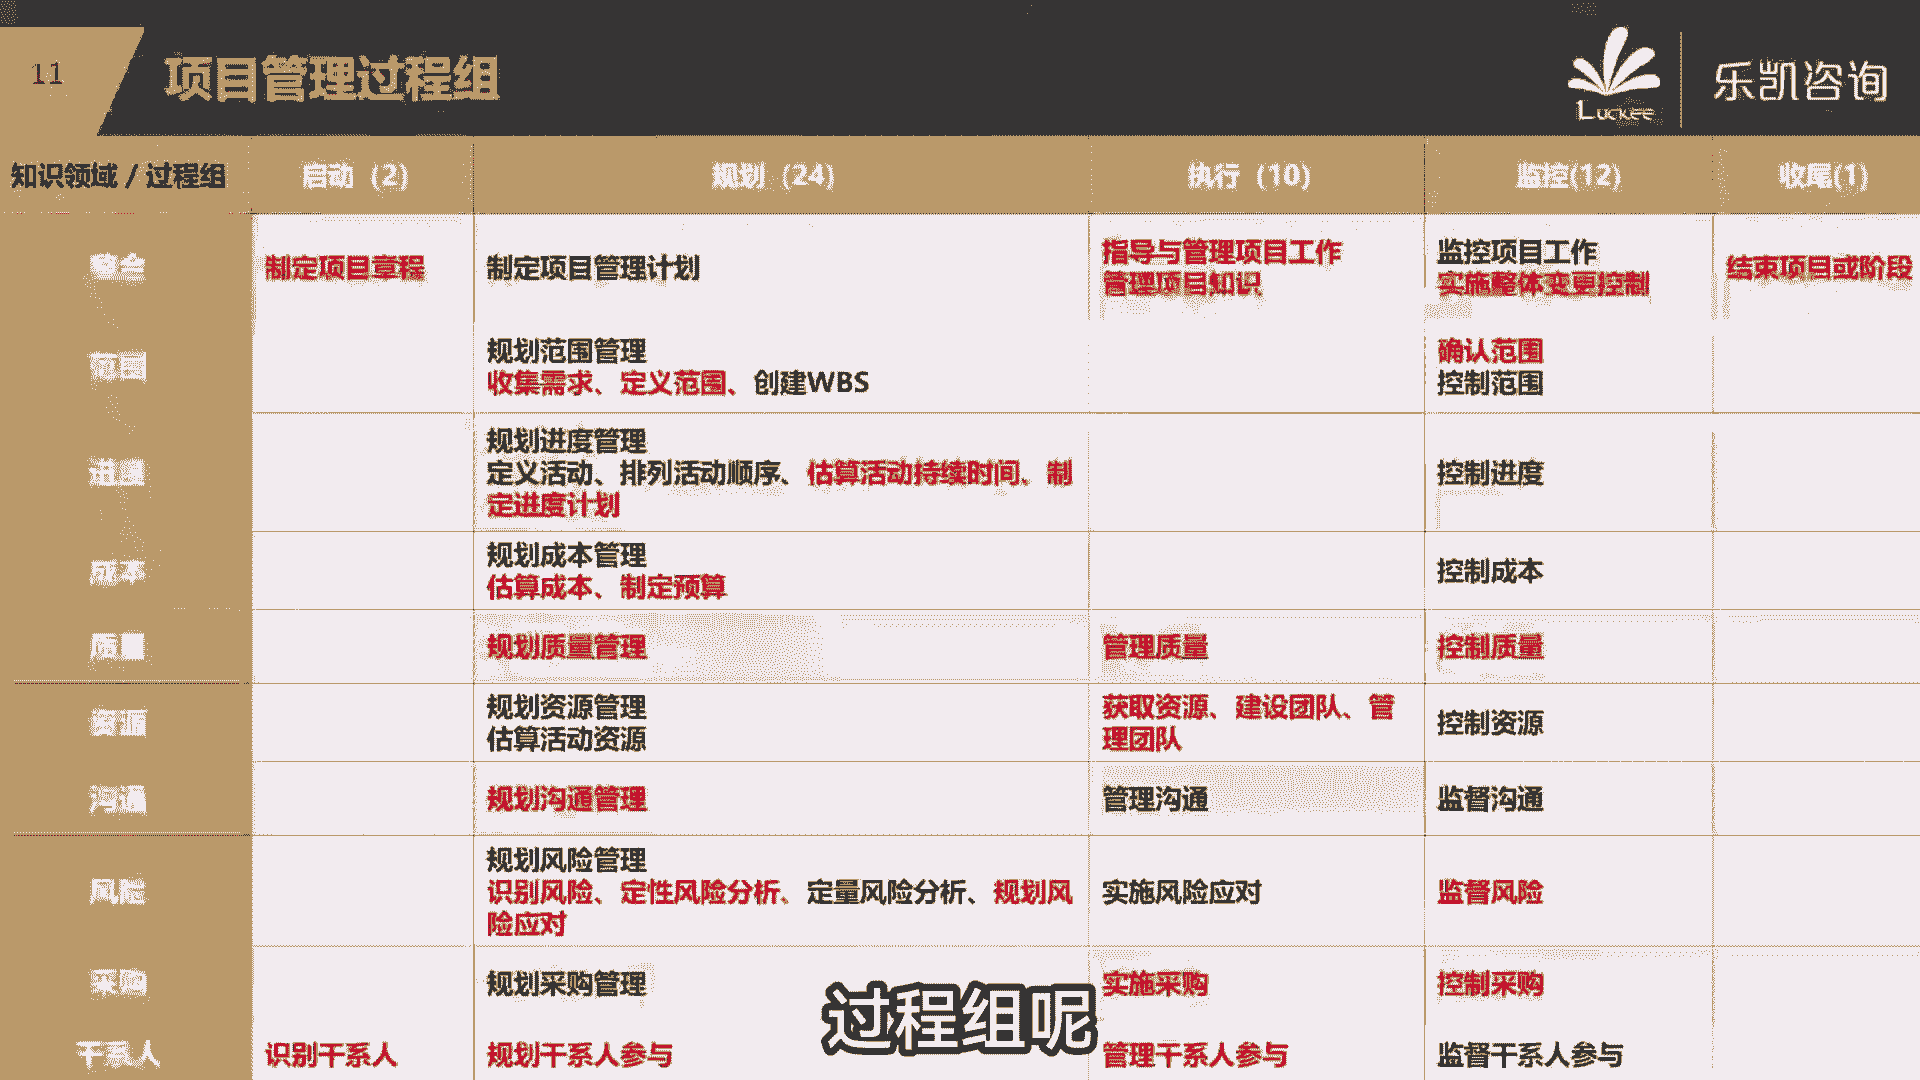 11
项目管理过程组
Luckee
乐凯咨询
知识领域 / 过程组
启动（2)
规划（24)
执行（10)
监控(12)
收尾(1)
整合
制定项目章程
制定项目管理计划
指导与管理项目工作
管理项目知识
监控项目工作
实施整体变更控制
结束项目或阶段
范围
规划范围管理
收集需求、定义范围、创建WBS
确认范围
控制范围
进度
规划进度管理
定义活动、排列活动顺序、估算活动持续时间、制
定进度计划
控制进度
成本
规划成本管理
估算成本、制定预算
控制成本
质量
规划质量管理
管理质量
控制质量
资源
规划资源管理
估算活动资源
获取资源、建设团队、管
理团队
控制资源
沟通
规划沟通管理
管理沟通
监督沟通
风险
规划风险管理
识别风险、定性风险分析、定量风险分析、规划风
险应对
实施风险应对
监督风险
采购
规划采购管理
实施采购
控制采购
干系人
识别干系人
规划干系人参与
管理干系人参与
监督干系人参与
过程组呢